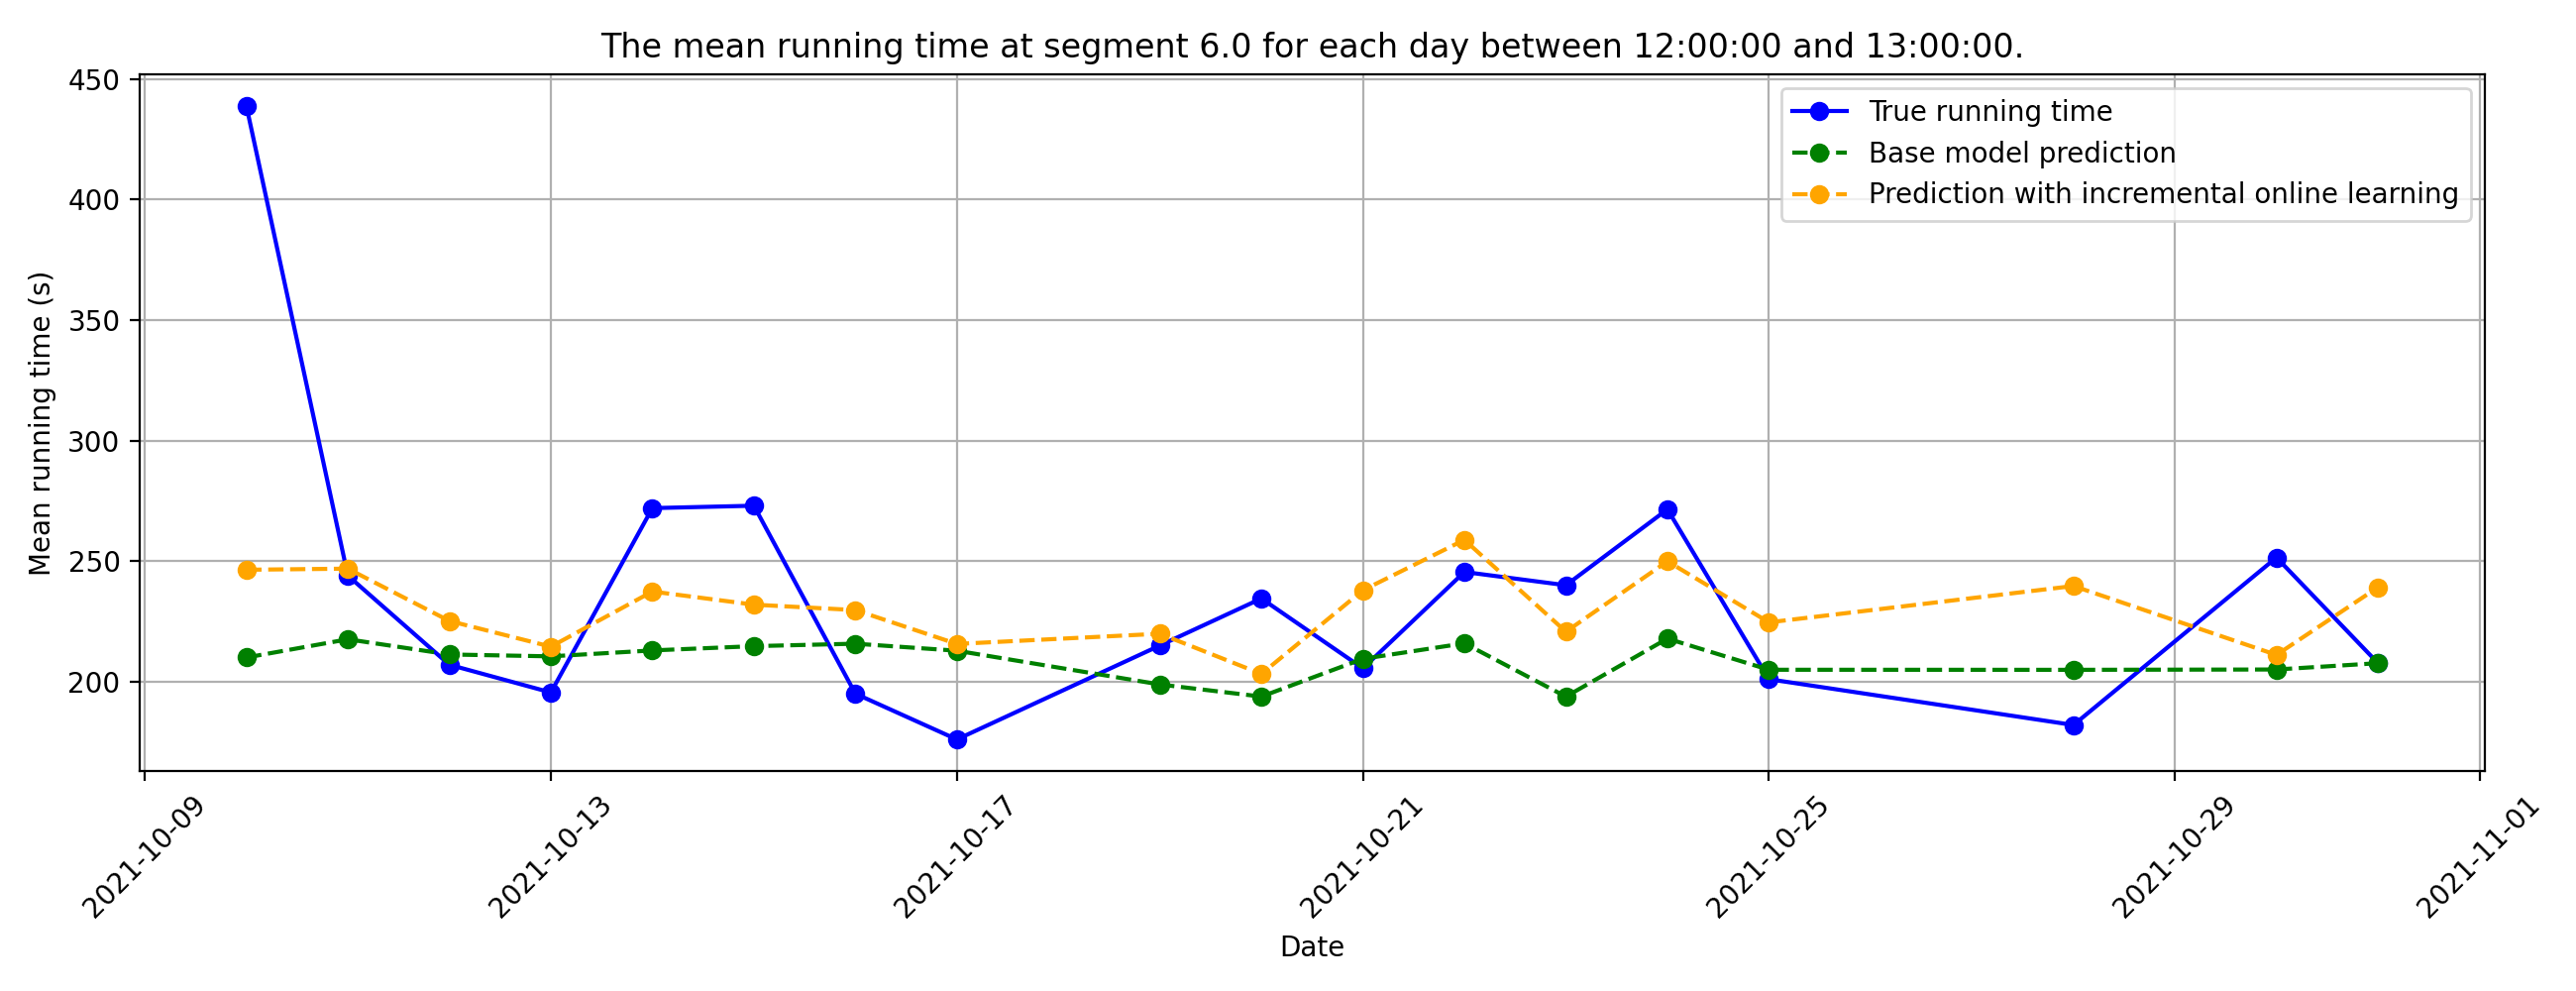 The mean running time at segment 6.0 for each day between 12:00:00 and 13:00:00.
True running time
Base model prediction
Prediction with incremental online learning
Mean running time (s)
450
400
350
300
250
200
2021-10-09
2021-10-13
2021-10-17
2021-10-21
2021-10-25
2021-10-29
2021-11-01
Date